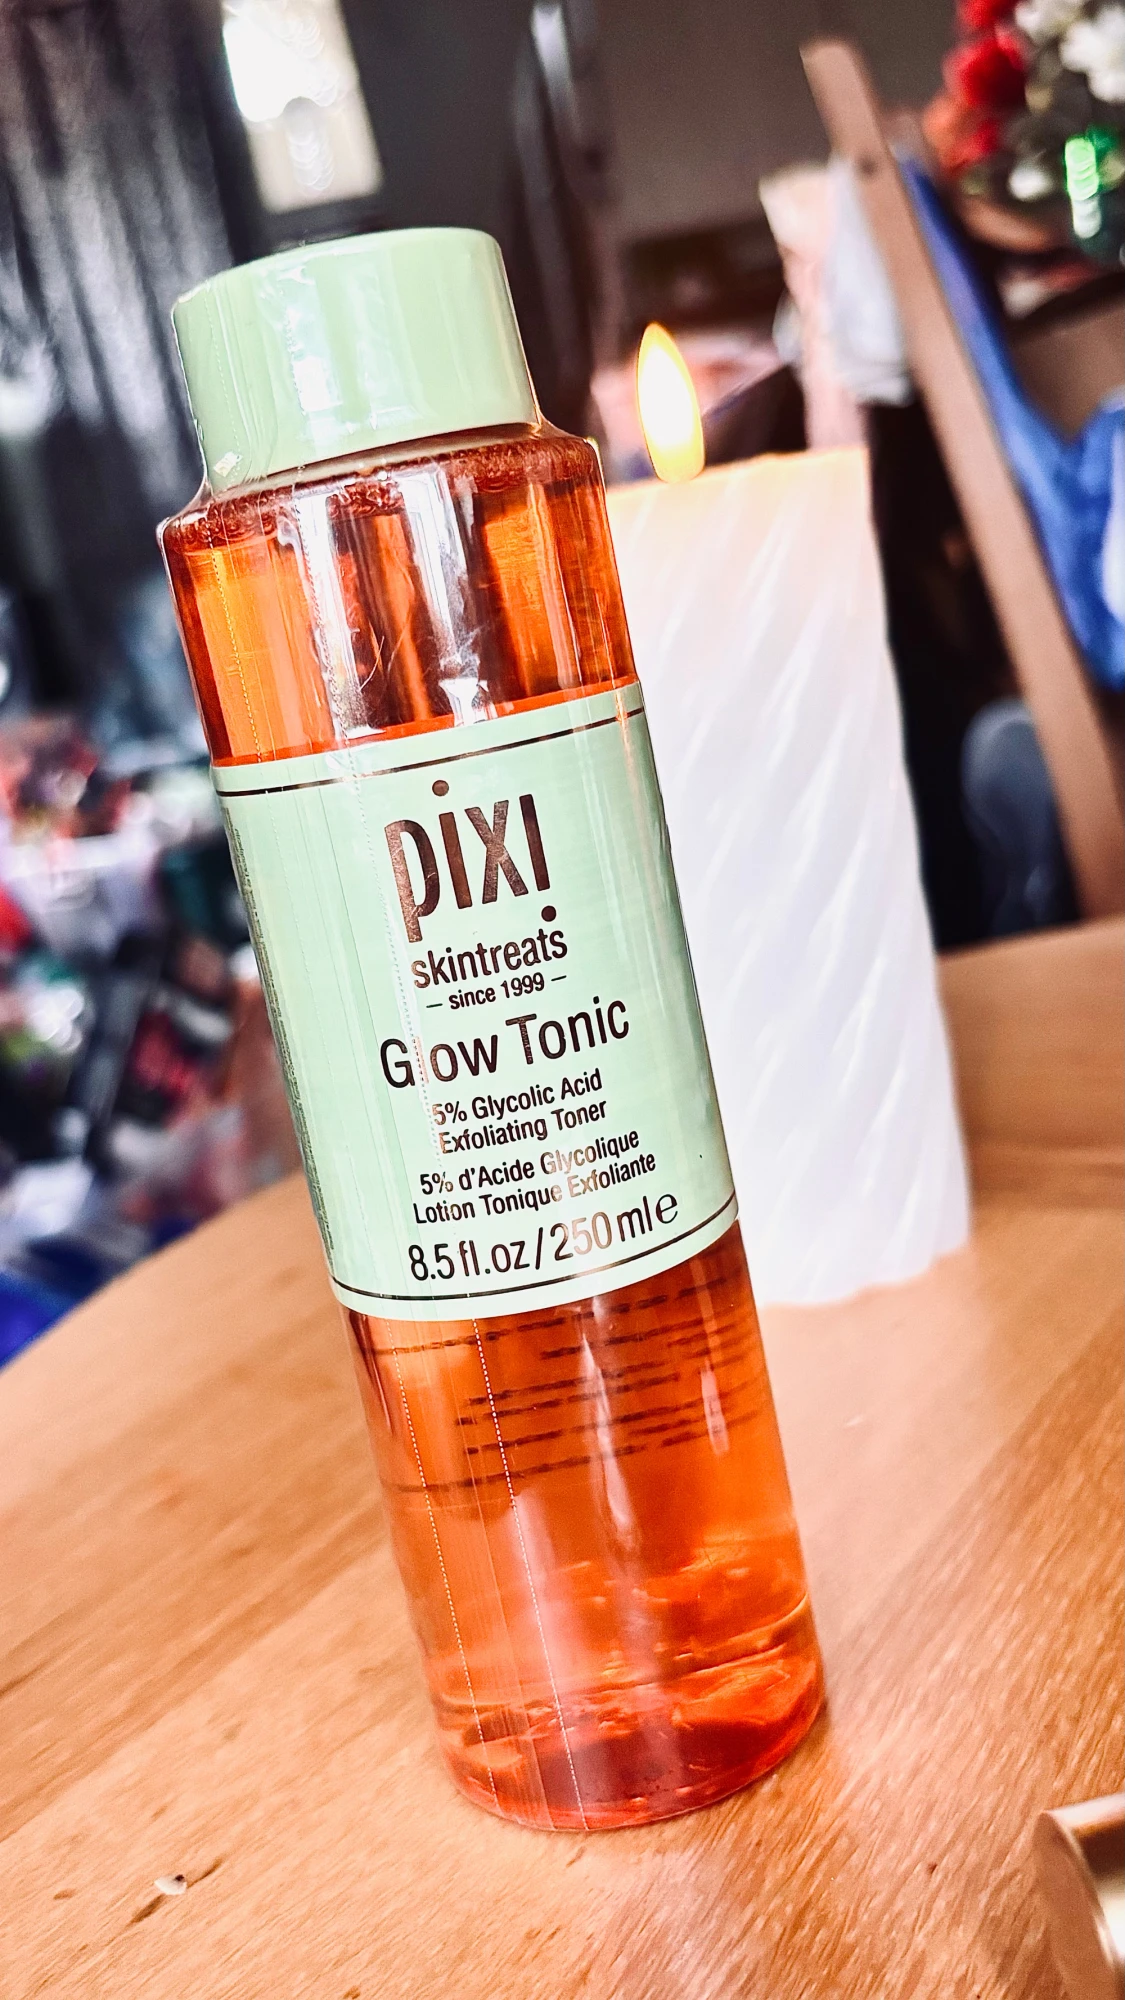 pixi
skintreats
– since 1999 –
Glow Tonic
5% Glycolic Acid
Exfoliating Toner
5% d'Acide Glycolique
Lotion Tonique Exfoliante
8.5 fl.oz/250 ml e